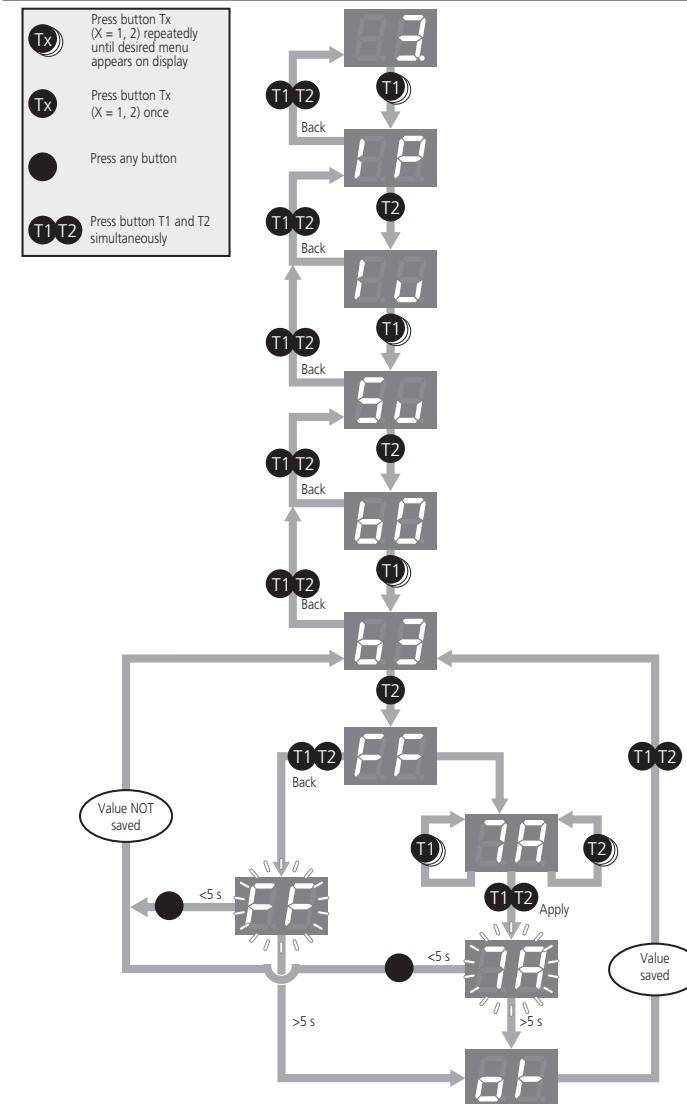 Tx
Press button Tx
(X = 1, 2) repeatedly
until desired menu
appears on display
Tx
Press button Tx
(X = 1, 2) once
Press any button
T1 T2
Press button T1 and T2
simultaneously
3.
T1 T2
T1
Back
IP
T1 T2
T2
Back
Iu
T1
T1 T2
Back
Su
T2
T1 T2
Back
b0
T1
T1 T2
Back
b3
T2
T1 T2
FF
T1 T2
Back
Value NOT
saved
7A
T1
T2
T1 T2
Apply
<5 s
FF
<5 s
7A
Value
saved
>5 s
>5 s
ot